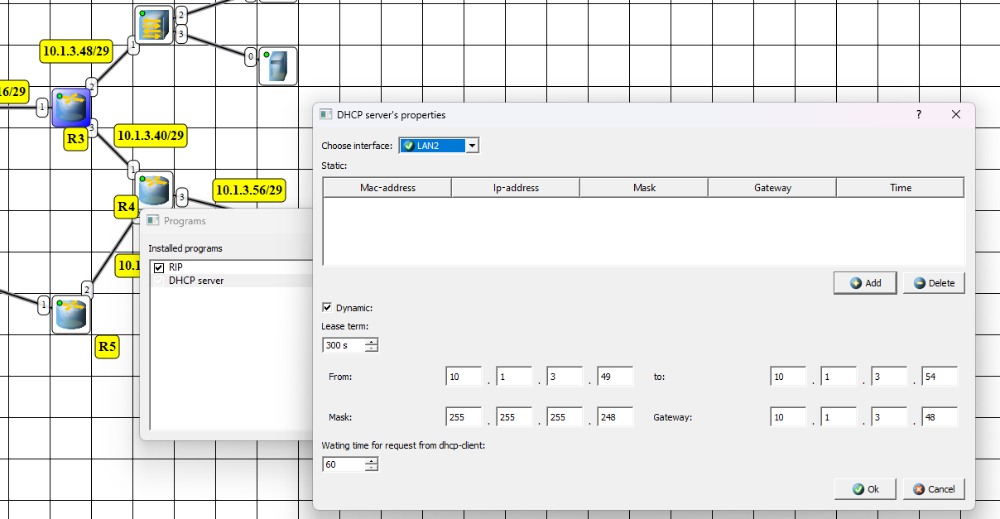 2
3
10.1.3.48/29
1
0
2
16/29
1
3
R3
10.1.3.40/29
1
10.1.3.56/29
3
R4
10.1
2
1
R5
Programs
Installed programs
RIP
DHCP server
DHCP server's properties
?
Choose interface: LAN2
Static:
Mac-address Ip-address Mask Gateway Time
Add Delete
Dynamic:
Lease term:
300 s
From: 10 . 1 . 3 . 49 to: 10 . 1 . 3 . 54
Mask: 255 . 255 . 255 . 248 Gateway: 10 . 1 . 3 . 48
Wating time for request from dhcp-client:
60
Ok Cancel